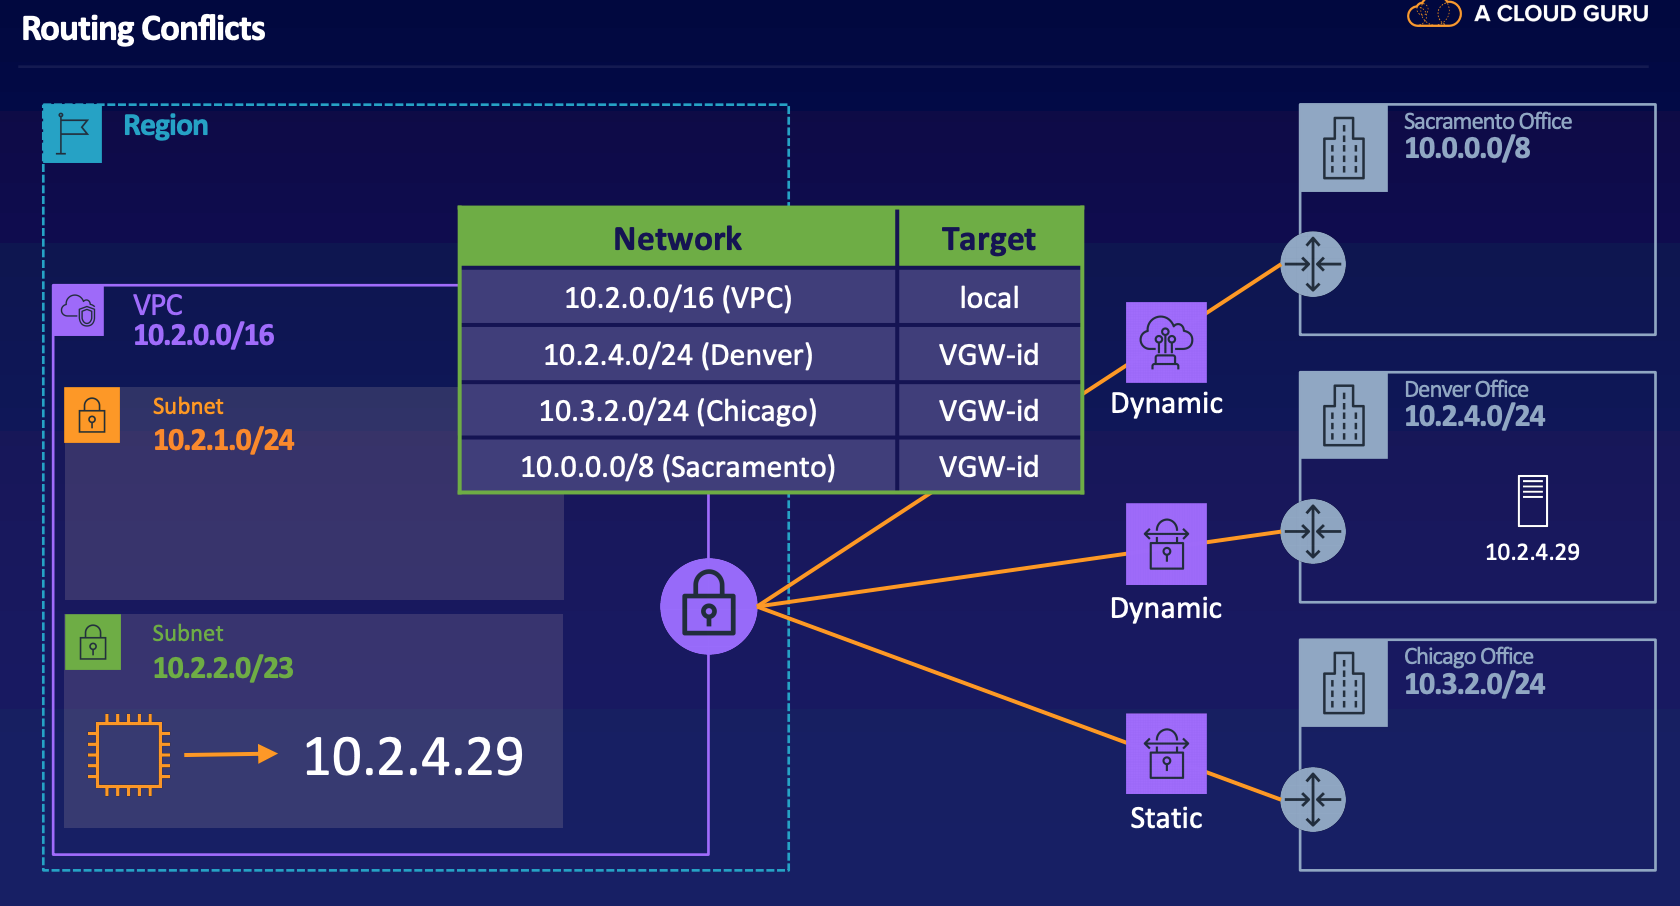 Routing Conflicts
A CLOUD GURU
Region
Sacramento Office
10.0.0.0/8
Network Target
10.2.0.0/16 (VPC) local
10.2.4.0/24 (Denver) VGW-id
10.3.2.0/24 (Chicago) VGW-id
10.0.0.0/8 (Sacramento) VGW-id
VPC
10.2.0.0/16
Subnet
10.2.1.0/24
Dynamic
Denver Office
10.2.4.0/24
10.2.4.29
Dynamic
Subnet
10.2.2.0/23
10.2.4.29
Chicago Office
10.3.2.0/24
Static